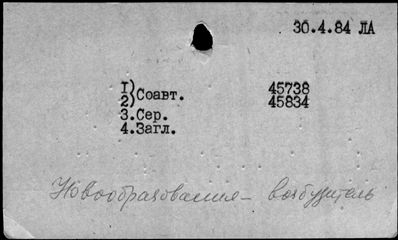 30.4.84 ЛА
1)
2) Соавт. 45738
45834
3. Сер.
4. Загл.
Новообразования – возбудитель